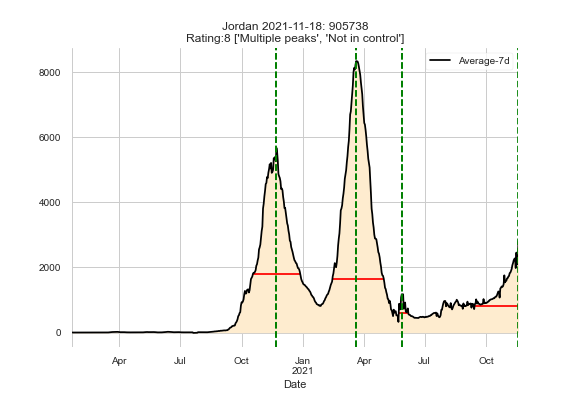 Jordan 2021-11-18: 905738
Rating:8 ['Multiple peaks', 'Not in control']
Average-7d
8000
6000
4000
2000
0
Apr Jul Oct Jan Apr Jul Oct
2021
Date